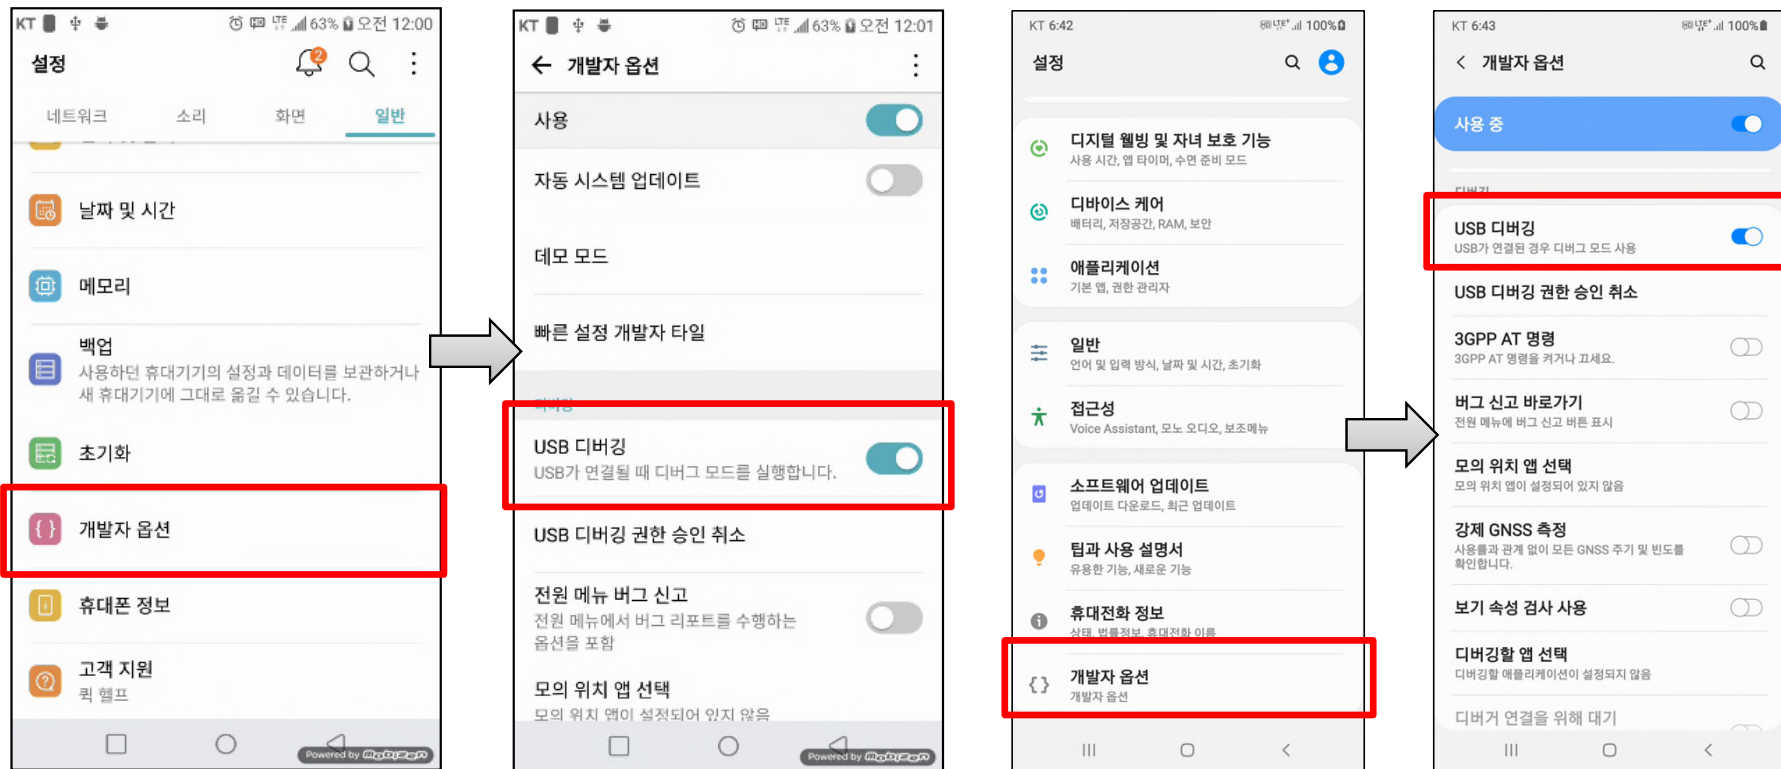 KT
63%
오전 12:00
설정
2
네트워크
소리
화면
일반
날짜 및 시간
메모리
백업
사용하던 휴대기기의 설정과 데이터를 보관하거나
새 휴대기기에 그대로 옮길 수 있습니다.
초기화
개발자 옵션
휴대폰 정보
고객 지원
퀵 헬프
Powered by Mobizen
KT
LTE
63%
오전 12:01
개발자 옵션
사용
자동 시스템 업데이트
데모 모드
빠른 설정 개발자 타일
디버깅
USB 디버깅
USB가 연결될 때 디버그 모드를 실행합니다.
USB 디버깅 권한 승인 취소
전원 메뉴 버그 신고
전원 메뉴에서 버그 리포트를 수행하는
옵션을 포함
모의 위치 앱 선택
모의 위치 앱이 설정되어 있지 않음
Powered by Mobizen
KT 6:42
100%
설정
디지털 웰빙 및 자녀 보호 기능
사용 시간, 앱 타이머, 수면 준비 모드
디바이스 케어
배터리, 저장공간, RAM, 보안
애플리케이션
기본 앱, 권한 관리자
일반
언어 및 입력 방식, 날짜 및 시간, 초기화
접근성
Voice Assistant, 모노 오디오, 보조메뉴
소프트웨어 업데이트
업데이트 다운로드, 최근 업데이트
팁과 사용 설명서
유용한 기능, 새로운 기능
휴대전화 정보
상태, 법률정보, 휴대전화 이름
개발자 옵션
개발자 옵션
KT 6:43
100%
개발자 옵션
사용 중
디버깅
USB 디버깅
USB가 연결된 경우 디버그 모드 사용
USB 디버깅 권한 승인 취소
3GPP AT 명령
3GPP AT 명령을 켜거나 끄세요.
버그 신고 바로가기
전원 메뉴에 버그 신고 버튼 표시
모의 위치 앱 선택
모의 위치 앱이 설정되어 있지 않음
강제 GNSS 측정
사용률과 관계 없이 모든 GNSS 주기 및 빈도를
확인합니다.
보기 속성 검사 사용
디버깅할 앱 선택
디버깅할 애플리케이션이 설정되지 않음
디버거 연결을 위해 대기